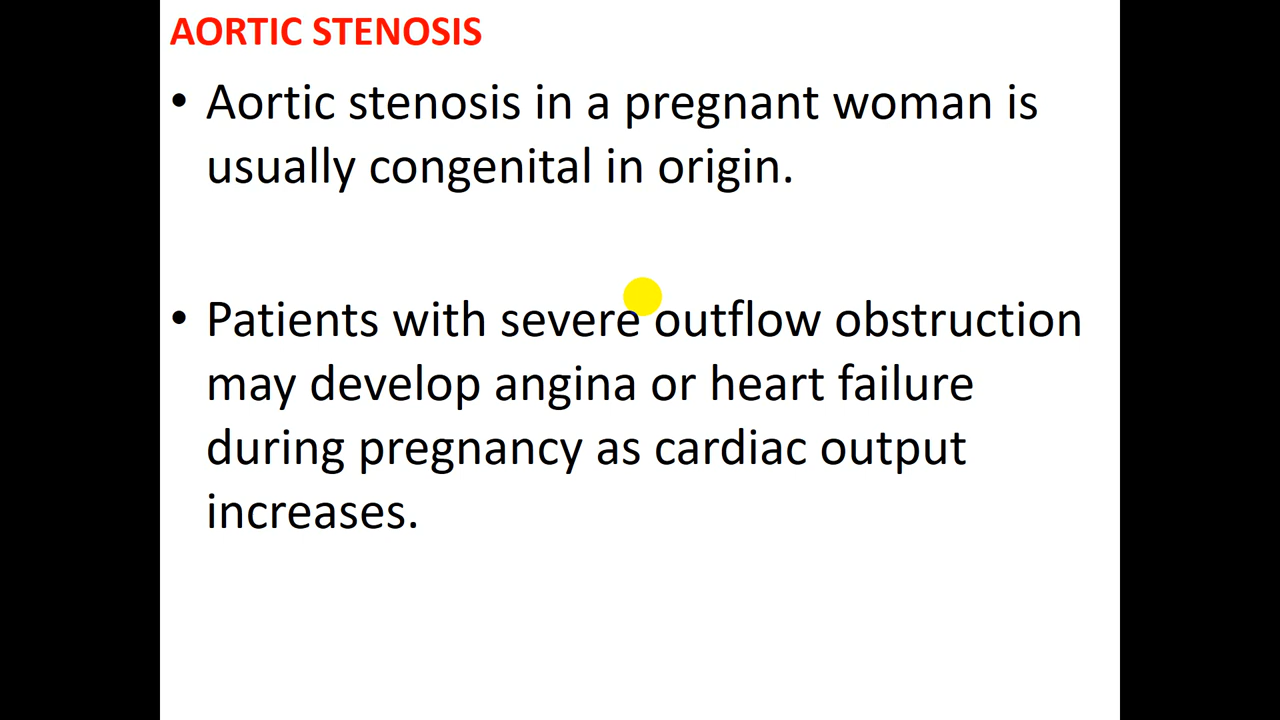 AORTIC STENOSIS
• Aortic stenosis in a pregnant woman is
usually congenital in origin.
• Patients with severe outflow obstruction
may develop angina or heart failure
during pregnancy as cardiac output
increases.